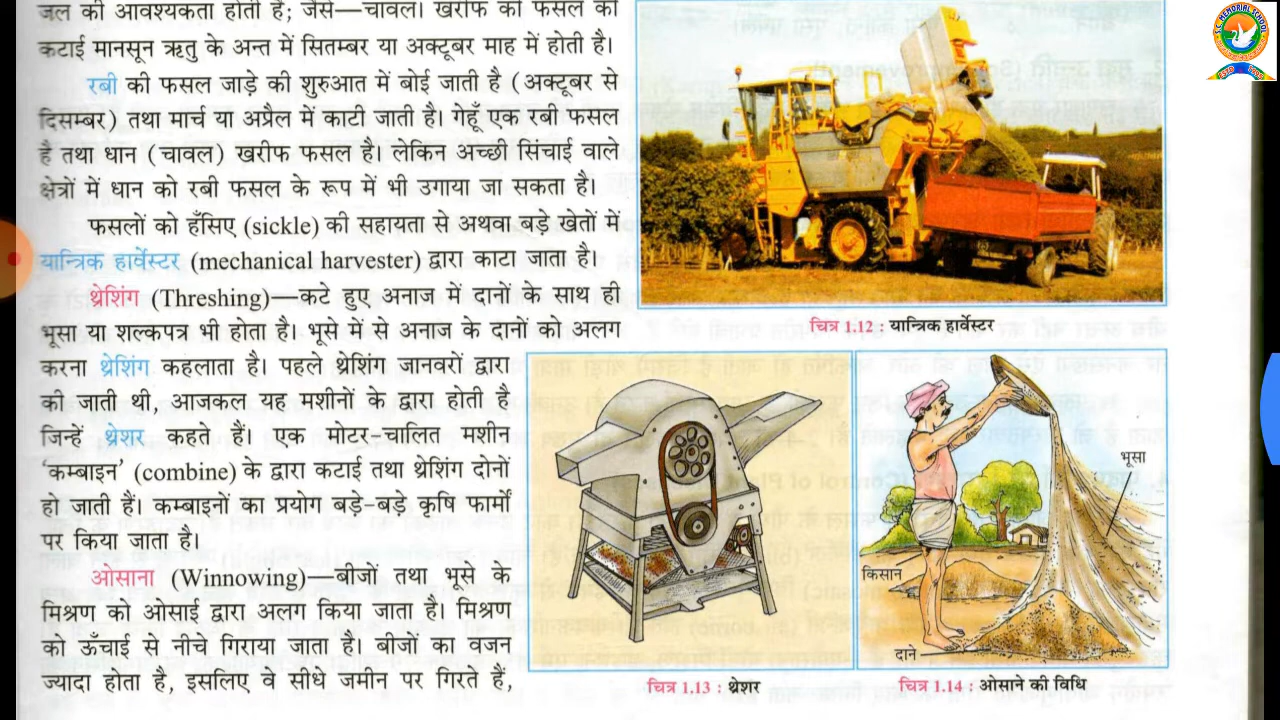 जल की आवश्यकता होती है; जैसे—चावल। खरीफ की फसल की
कटाई मानसून ऋतु के अन्त में सितम्बर या अक्टूबर माह में होती है।
रबी की फसल जाड़े की शुरुआत में बोई जाती है (अक्टूबर से
दिसम्बर) तथा मार्च या अप्रैल में काटी जाती है। गेहूँ एक रबी फसल
है तथा धान (चावल) खरीफ फसल है। लेकिन अच्छी सिंचाई वाले
क्षेत्रों में धान को रबी फसल के रूप में भी उगाया जा सकता है।
फसलों को हँसिए (sickle) की सहायता से अथवा बड़े खेतों में
यान्त्रिक हार्वेस्टर (mechanical harvester) द्वारा काटा जाता है।
थ्रेशिंग (Threshing)—कटे हुए अनाज में दानों के साथ ही
भूसा या शल्कपत्र भी होता है। भूसे में से अनाज के दानों को अलग
करना थ्रेशिंग कहलाता है। पहले थ्रेशिंग जानवरों द्वारा
की जाती थी, आजकल यह मशीनों के द्वारा होती है
जिन्हें थ्रेशर कहते हैं। एक मोटर-चालित मशीन
‘कम्बाइन’ (combine) के द्वारा कटाई तथा थ्रेशिंग दोनों
हो जाती हैं। कम्बाइनों का प्रयोग बड़े-बड़े कृषि फार्मों
पर किया जाता है।
ओसाना (Winnowing)—बीजों तथा भूसे के
मिश्रण को ओसाई द्वारा अलग किया जाता है। मिश्रण
को ऊँचाई से नीचे गिराया जाता है। बीजों का वजन
ज्यादा होता है, इसलिए वे सीधे जमीन पर गिरते हैं,
चित्र 1.12 : यान्त्रिक हार्वेस्टर
चित्र 1.13 : थ्रेशर
भूसा
किसान
दाने
चित्र 1.14 : ओसाने की विधि
S.C. MEMORIAL SCHOOL